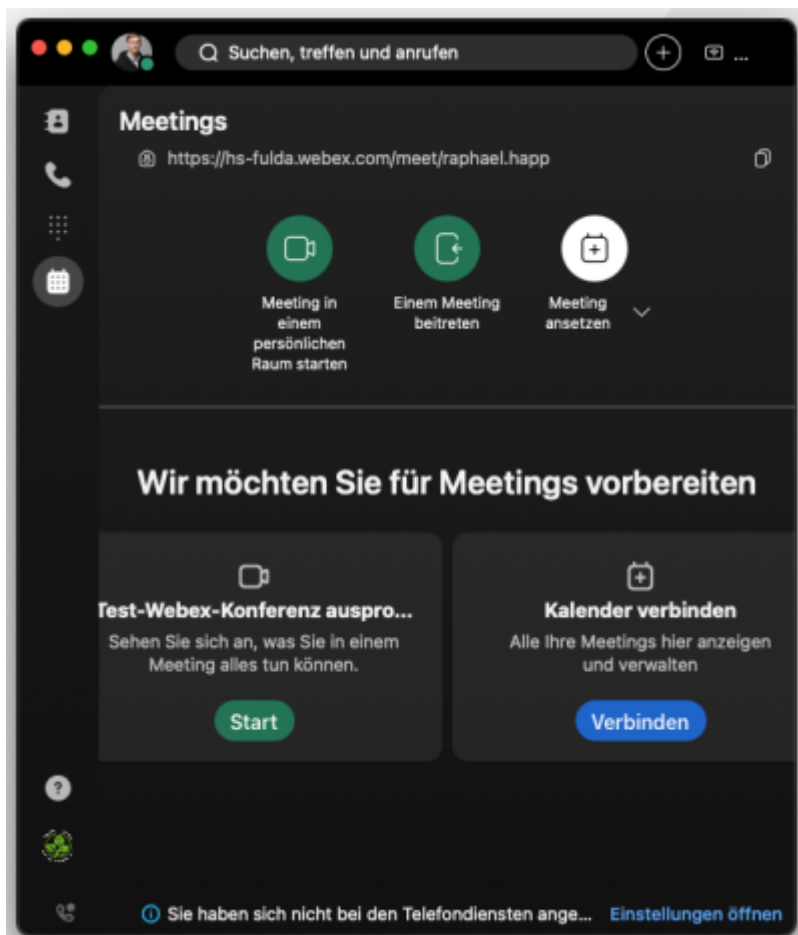 Suchen, treffen und anrufen
...
Meetings
https://hs-fulda.webex.com/meet/raphael.happ
Meeting in
einem
persönlichen
Raum starten
Einem Meeting
beitreten
Meeting
ansetzen
Wir möchten Sie für Meetings vorbereiten
Test-Webex-Konferenz auspro...
Sehen Sie sich an, was Sie in einem
Meeting alles tun können.
Start
Kalender verbinden
Alle Ihre Meetings hier anzeigen
und verwalten
Verbinden
Sie haben sich nicht bei den Telefondiensten ange... Einstellungen öffnen